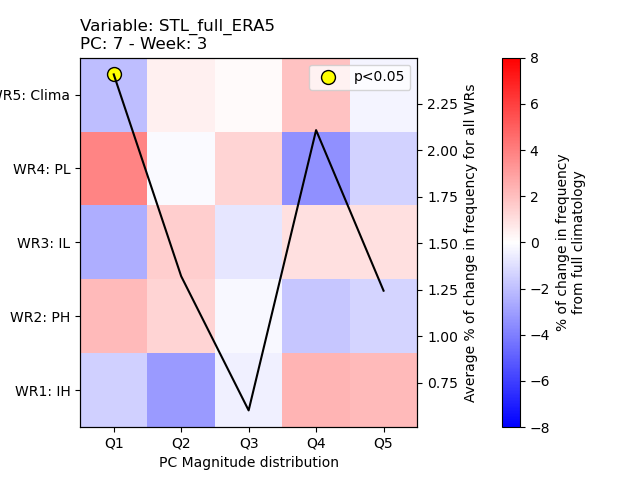 Variable: STL_full_ERA5
PC: 7 - Week: 3
p<0.05
WR5: Clima
WR4: PL
WR3: IL
WR2: PH
WR1: IH
Q1 Q2 Q3 Q4 Q5
PC Magnitude distribution
2.25
2.00
1.75
1.50
1.25
1.00
0.75
Average % of change in frequency for all WRs
8
6
4
2
0
−2
−4
−6
−8
% of change in frequency
from full climatology